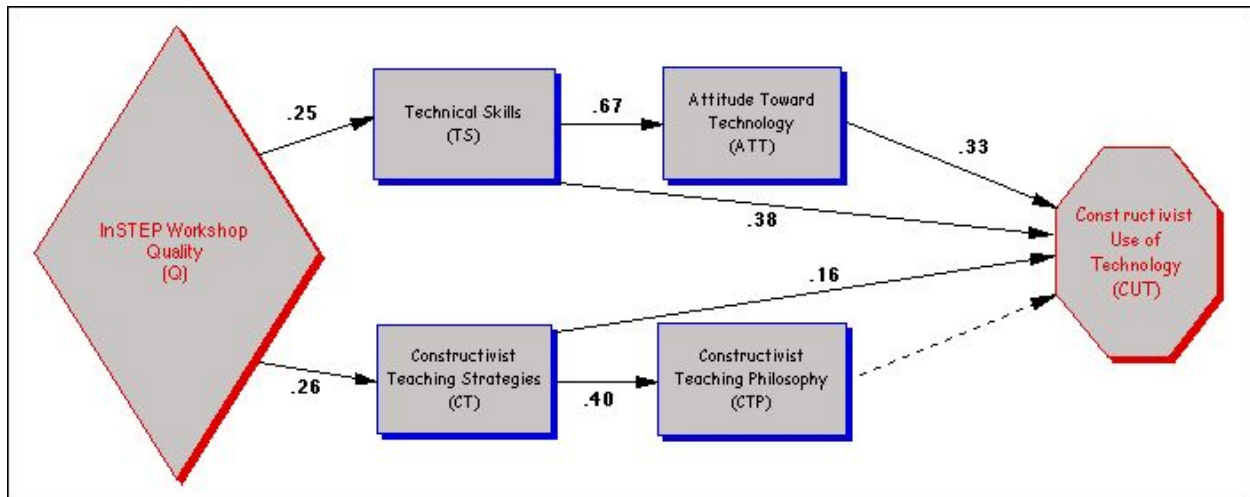 InSTEP Workshop
Quality
(Q)
.25
Technical Skills
(TS)
.67
Attitude Toward
Technology
(ATT)
.33
.38
.26
Constructivist
Teaching Strategies
(CT)
.40
Constructivist
Teaching Philosophy
(CTP)
.16
Constructivist
Use of
Technology
(CUT)